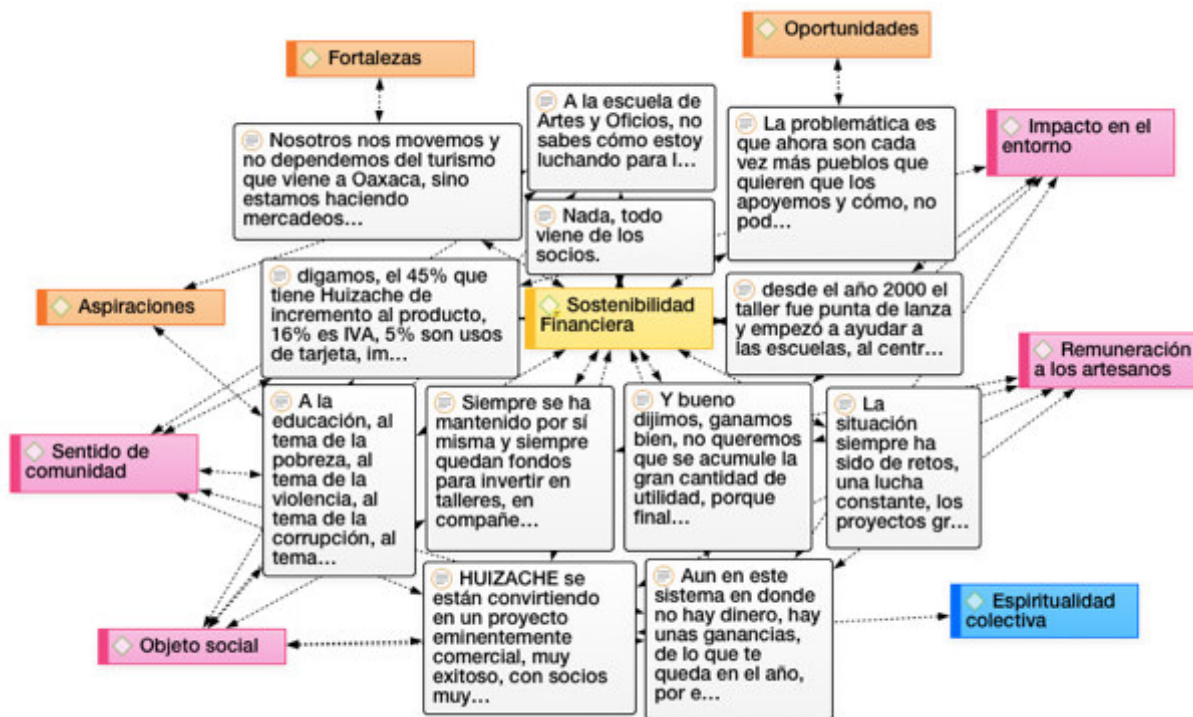 Oportunidades
Fortalezas
A la escuela de
Artes y Oficios, no
sabes cómo estoy
luchando para l...
La problemática es
que ahora son cada
vez más pueblos que
quieren que los
apoyemos y cómo, no
pod...
Impacto en el
entorno
Nosotros nos movemos y
no dependemos del turismo
que viene a Oaxaca, sino
estamos haciendo
mercadeos...
Nada, todo
viene de los
socios.
Aspiraciones
digamos, el 45% que
tiene Huizache de
incremento al producto,
16% es IVA, 5% son usos
de tarjeta, im...
Sostenibilidad
Financiera
desde el año 2000 el
taller fue punta de lanza
y empezó a ayudar a
las escuelas, al centr...
Remuneración
a los artesanos
Sentido de
comunidad
A la
educación, al
tema de la
pobreza, al
tema de la
violencia, al
tema de la
corrupción, al
tema...
Siempre se ha
mantenido por sí
misma y siempre
quedan fondos
para invertir en
talleres, en
compañe...
Y bueno
dijimos, ganamos
bien, no queremos
que se acumule la
gran cantidad de
utilidad, porque
final...
La
situación
siempre ha
sido de retos,
una lucha
constante, los
proyectos gr...
Objeto social
HUIZACHE se
están convirtiendo
en un proyecto
eminentemente
comercial, muy
exitoso, con socios
muy...
Aun en este
sistema en donde
no hay dinero, hay
unas ganancias,
de lo que te
queda en el año,
por e...
Espiritualidad
colectiva